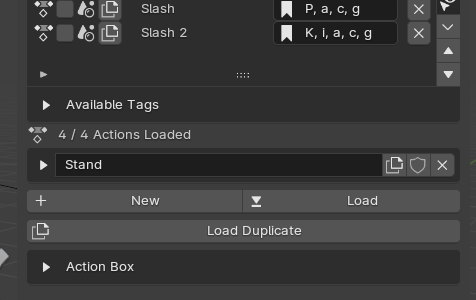 Slash P, a, c, g
Slash 2 K, i, a, c, g
Available Tags
4 / 4 Actions Loaded
Stand
New Load
Load Duplicate
Action Box